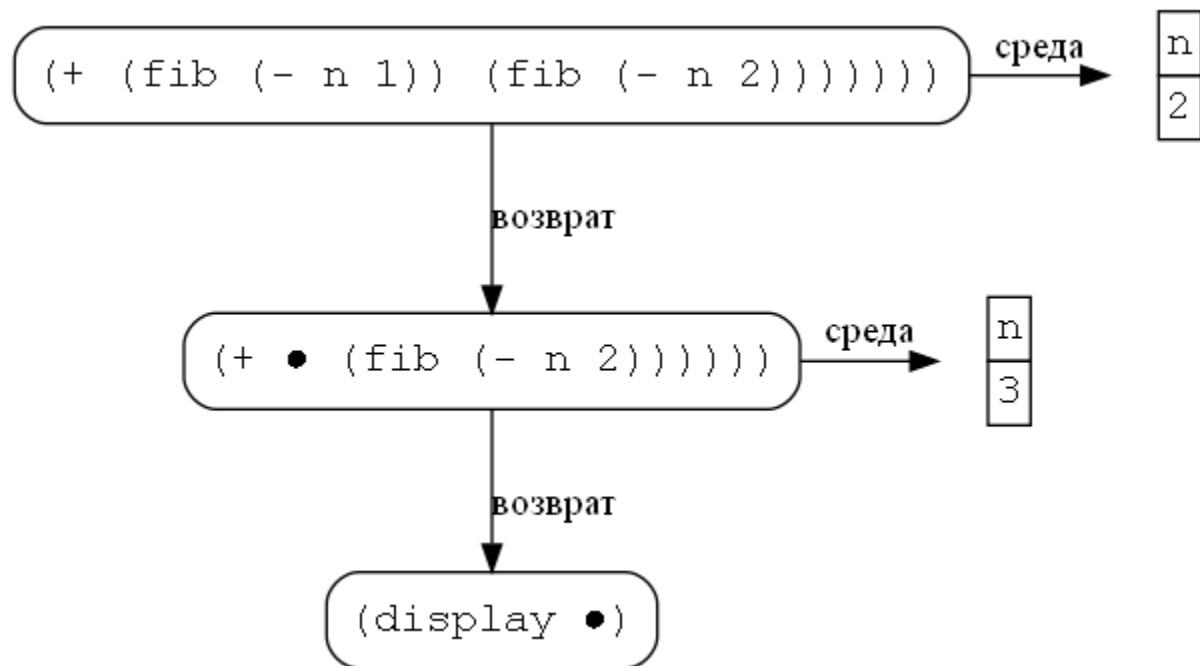 (+ (fib (- n 1)) (fib (- n 2)))))))
среда
n
2
возврат
(+ ● (fib (- n 2))))))
среда
n
3
возврат
(display ●)